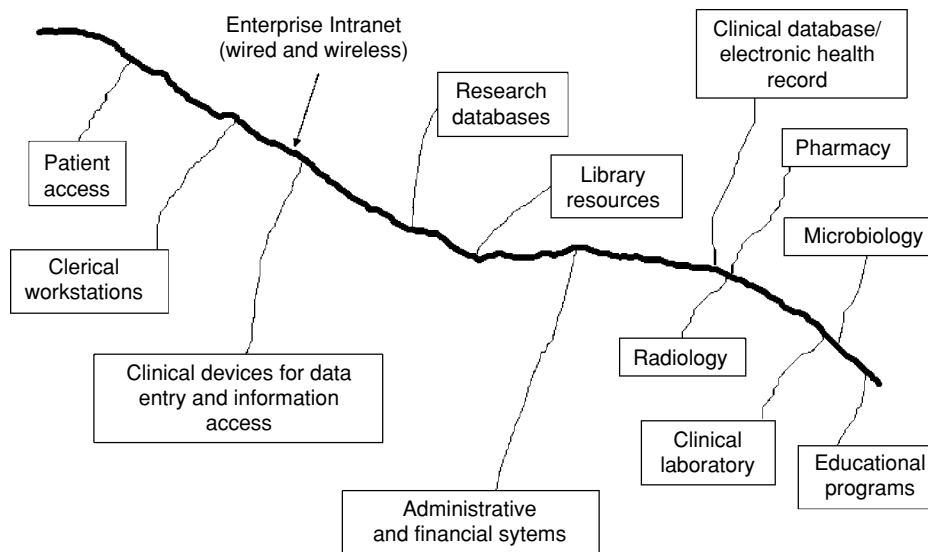 Enterprise Intranet
(wired and wireless)
Clinical database/
electronic health
record
Research
databases
Pharmacy
Patient
access
Library
resources
Microbiology
Clerical
workstations
Radiology
Clinical devices for data
entry and information
access
Clinical
laboratory
Educational
programs
Administrative
and financial sytems